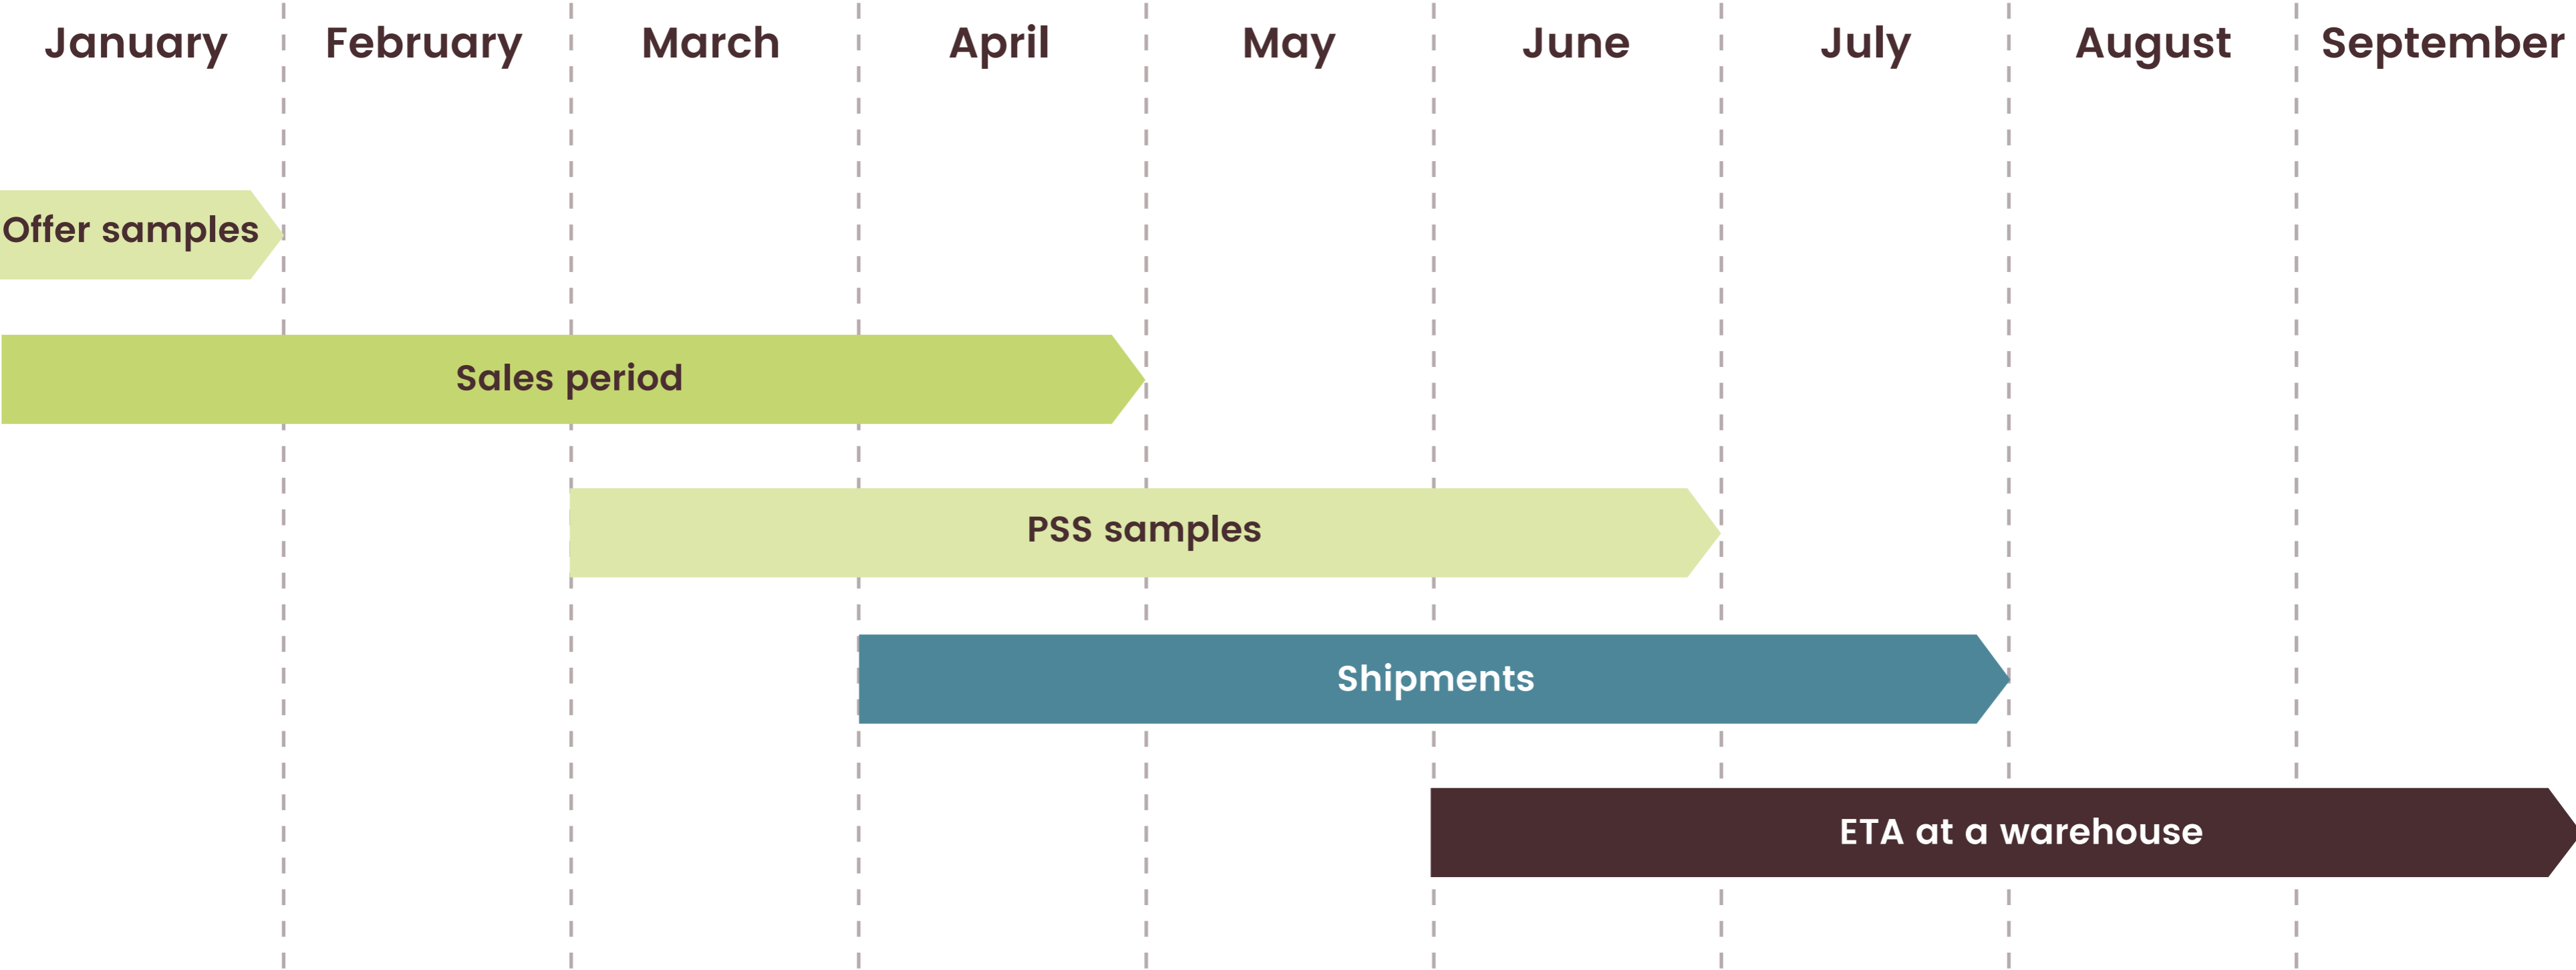 January February March April May June July August September
Offer samples
Sales period
PSS samples
Shipments
ETA at a warehouse